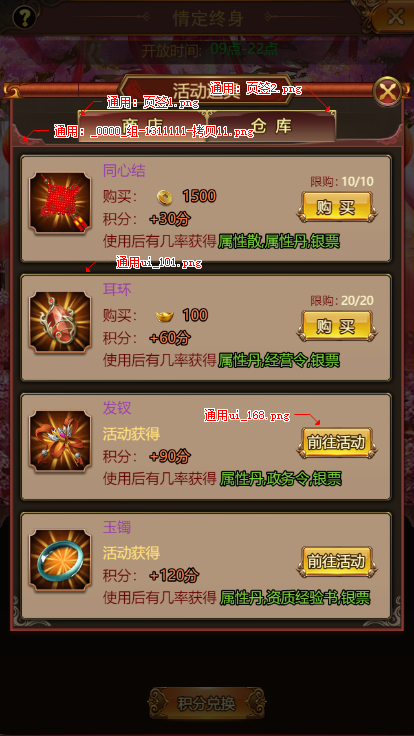 情定终身
开放时间: 09点-22点
活动道具
通用: 页签2.png
通用: 页签1.png
商 店
仓 库
通用: _0000_组-1311111-拷贝11.png
同心结
限购: 10/10
购买: 1500
购 买
积分: +30分
使用后有几率获得 属性散,属性丹,银票
通用ui_101.png
耳环
限购: 20/20
购买: 100
购 买
积分: +60分
使用后有几率获得 属性丹,经营令,银票
发钗
通用ui_168.png
活动获得
前往活动
积分: +90分
使用后有几率获得 属性丹,政务令,银票
玉镯
活动获得
前往活动
积分: +120分
使用后有几率获得 属性丹,资质经验书,银票
积分兑换